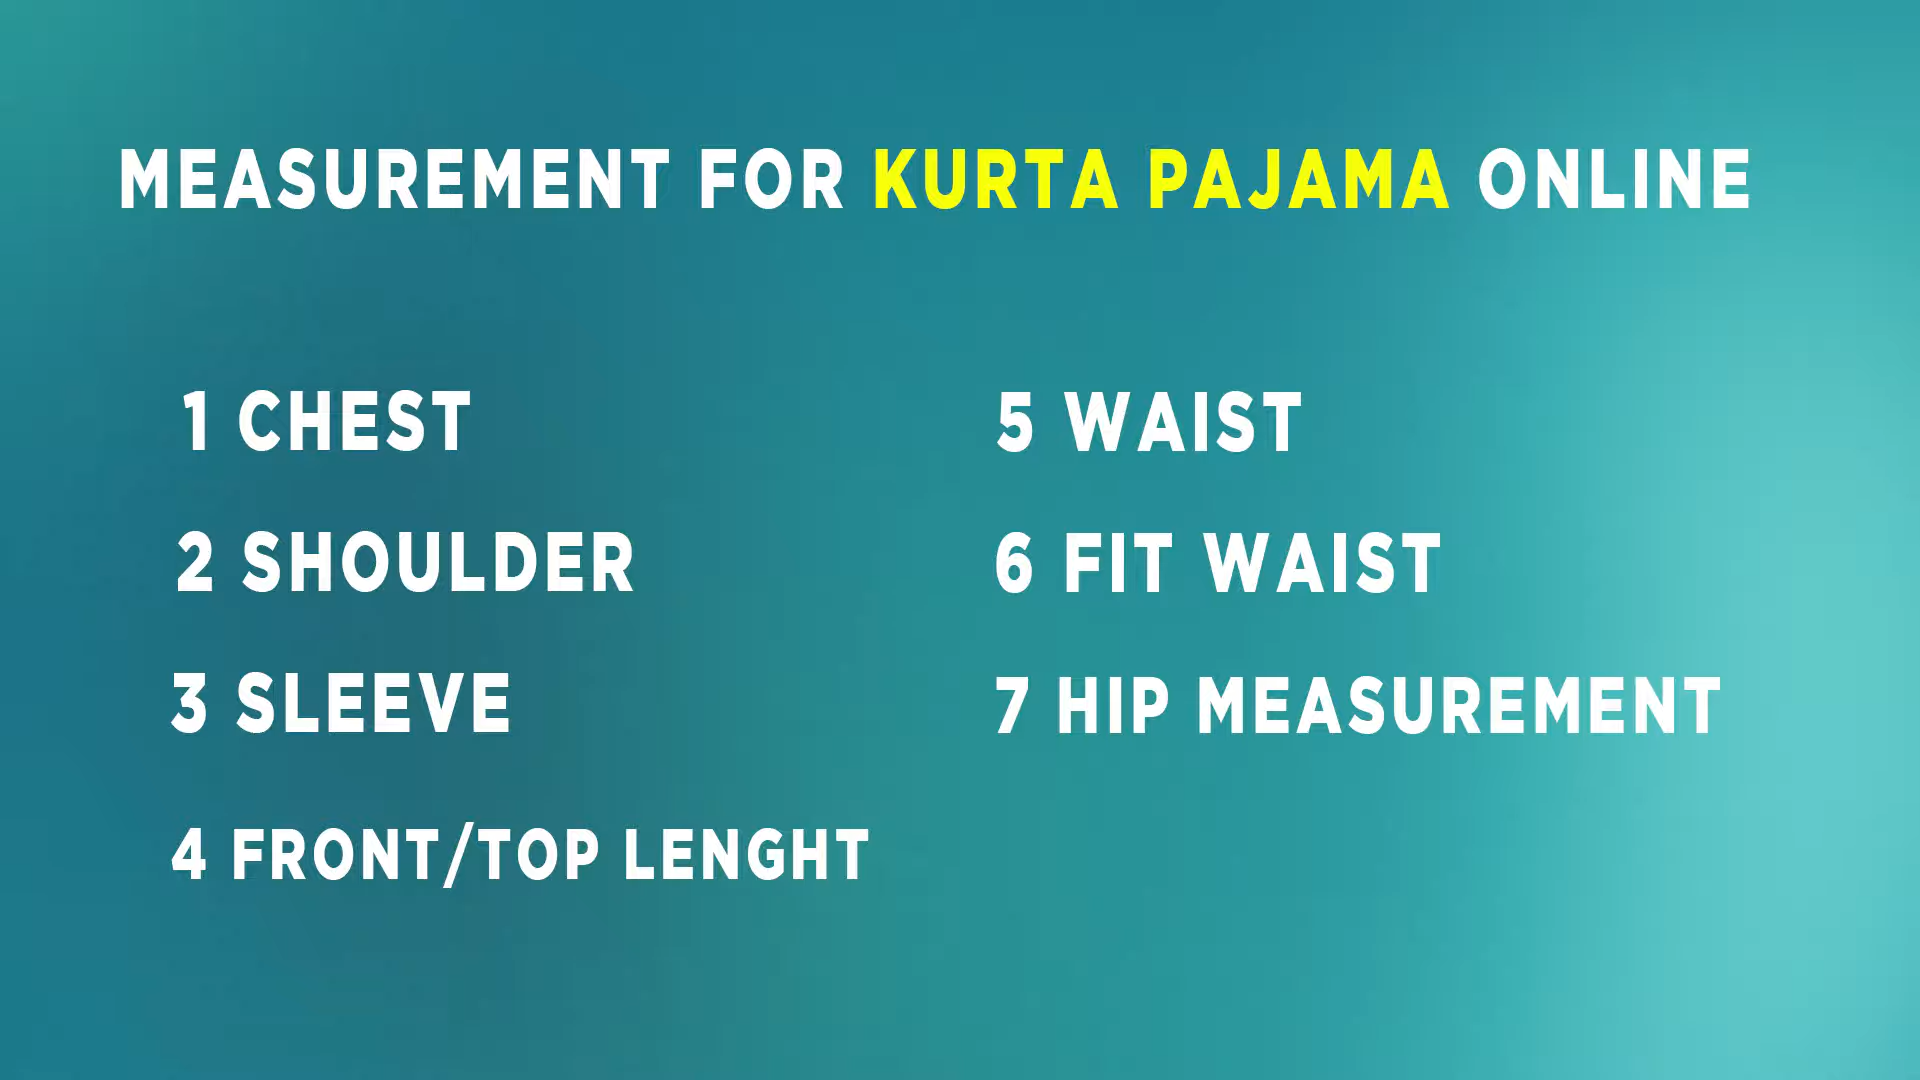 MEASUREMENT FOR KURTA PAJAMA ONLINE
1 CHEST
2 SHOULDER
3 SLEEVE
4 FRONT/TOP LENGHT
5 WAIST
6 FIT WAIST
7 HIP MEASUREMENT